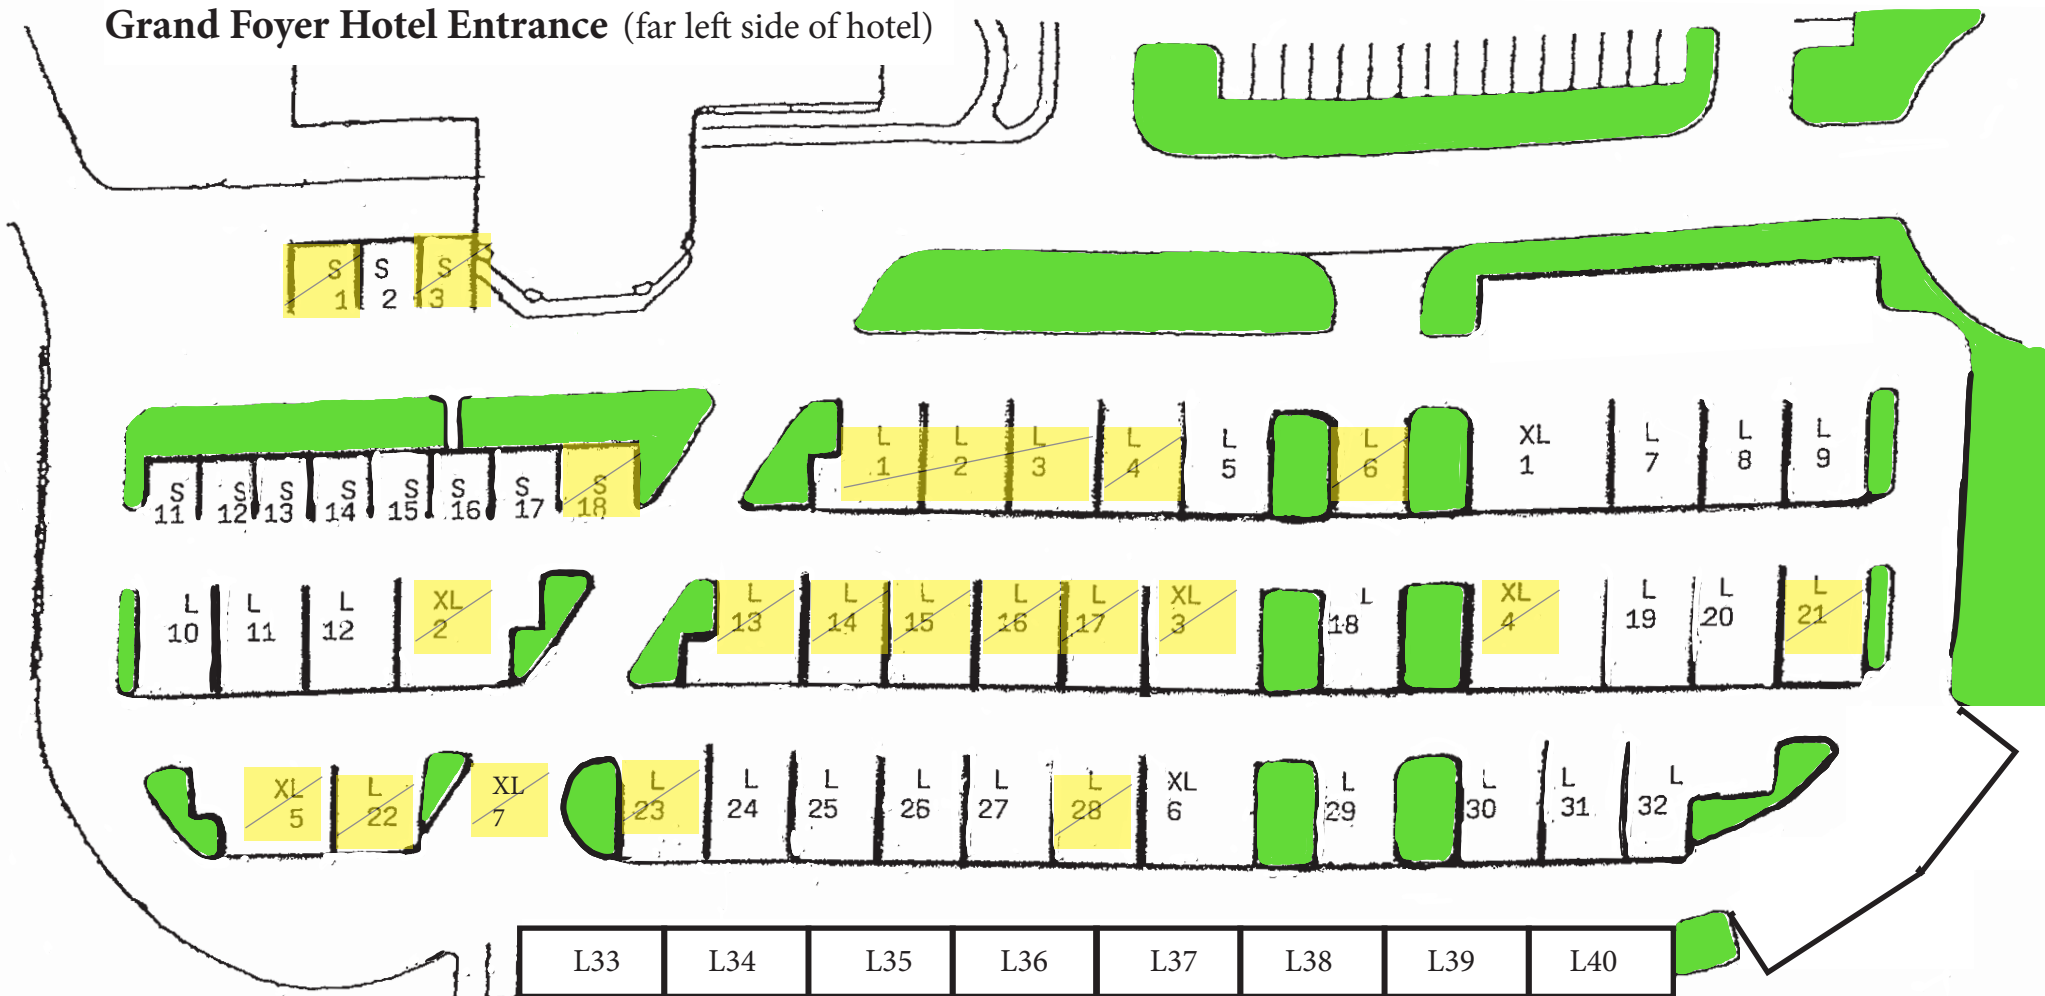 Grand Foyer Hotel Entrance (far left side of hotel)
S S S
1 2 3
L L L L L L XL L L L
1 2 3 4 5 6 1 7 8 9
S S S S S S S S
11 12 13 14 15 16 17 18
L L L XL L L L L L XL L XL L L L
10 11 12 2 13 14 15 16 17 3 18 4 19 20 21
XL L XL L L L L L L XL L L L L
5 22 7 23 24 25 26 27 28 6 29 30 31 32
L33 L34 L35 L36 L37 L38 L39 L40